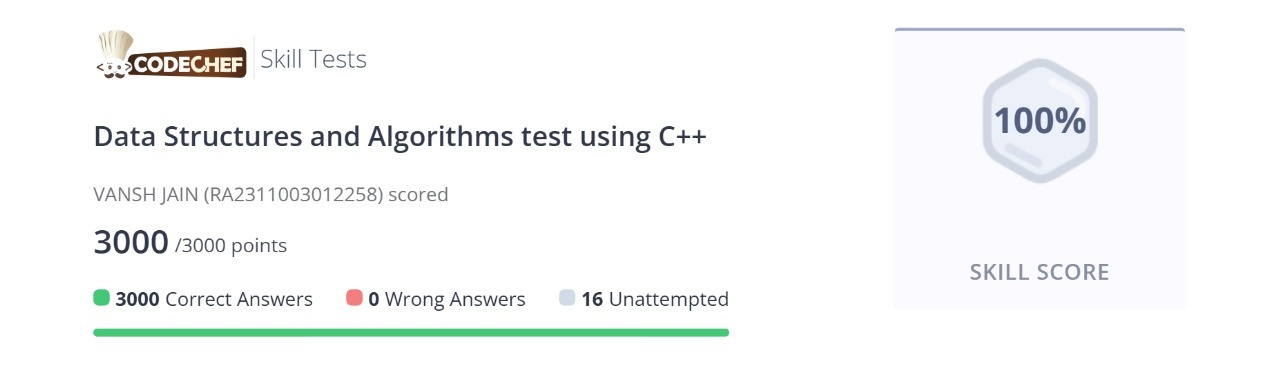 CODECHEF Skill Tests
Data Structures and Algorithms test using C++
VANSH JAIN (RA2311003012258) scored
3000 /3000 points
3000 Correct Answers 0 Wrong Answers 16 Unattempted
100%
SKILL SCORE